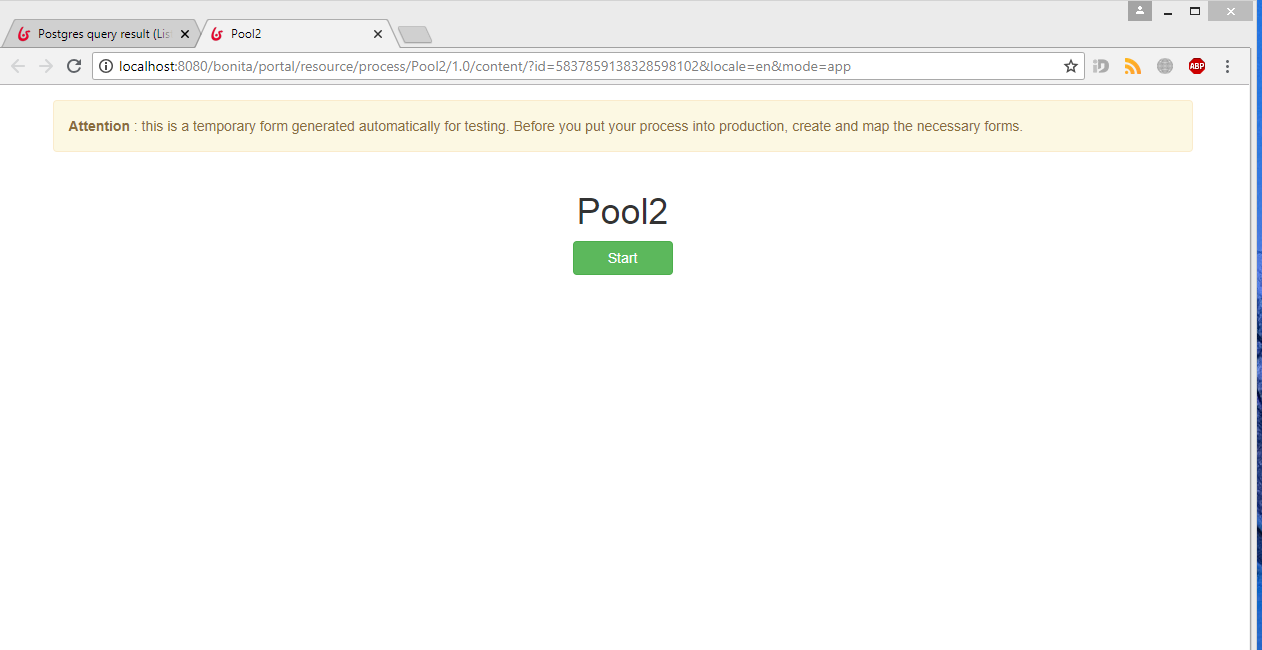 Postgres query result (Lis
Pool2
localhost:8080/bonita/portal/resource/process/Pool2/1.0/content/?id=5837859138328598102&locale=en&mode=app
iD
ABP
Attention : this is a temporary form generated automatically for testing. Before you put your process into production, create and map the necessary forms.
Pool2
Start